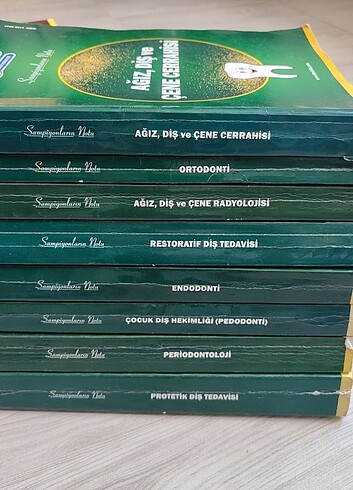 Şampiyonların Notu
AĞIZ, DİŞ ve
ÇENE CERRAHİSİ
Şampiyonların Notu
AĞIZ, DİŞ ve ÇENE CERRAHİSİ
Şampiyonların Notu
ORTODONTİ
Şampiyonların Notu
AĞIZ, DİŞ ve ÇENE RADYOLOJİSİ
Şampiyonların Notu
RESTORATİF DİŞ TEDAVİSİ
Şampiyonların Notu
ENDODONTİ
Şampiyonların Notu
ÇOCUK DİŞ HEKİMLİĞİ (PEDODONTİ)
Şampiyonların Notu
PERİODONTOLOJİ
Şampiyonların Notu
PROTETİK DİŞ TEDAVİSİ